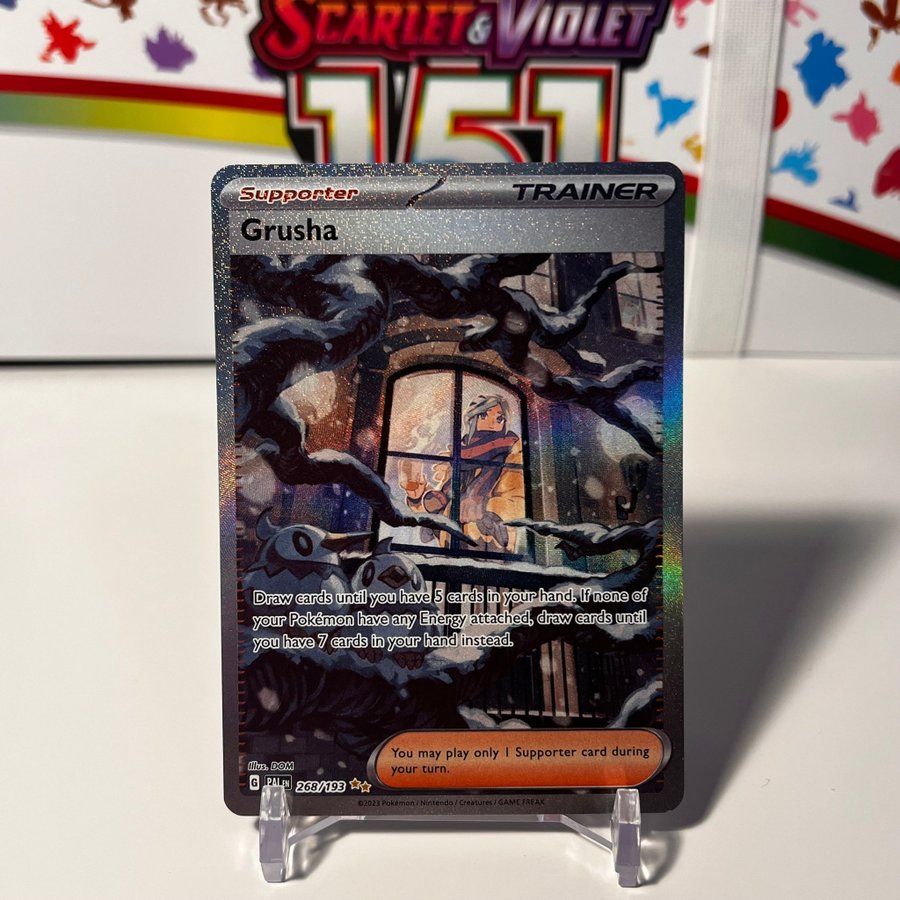 SCARLET & VIOLET
151
Supporter TRAINER
Grusha
Draw cards until you have 5 cards in your hand. If none of
your Pokémon have any Energy attached, draw cards until
you have 7 cards in your hand instead.
You may play only 1 Supporter card during
your turn.
Illus. DOM
G PAL EN 268/193
©2023 Pokémon / Nintendo / Creatures / GAME FREAK